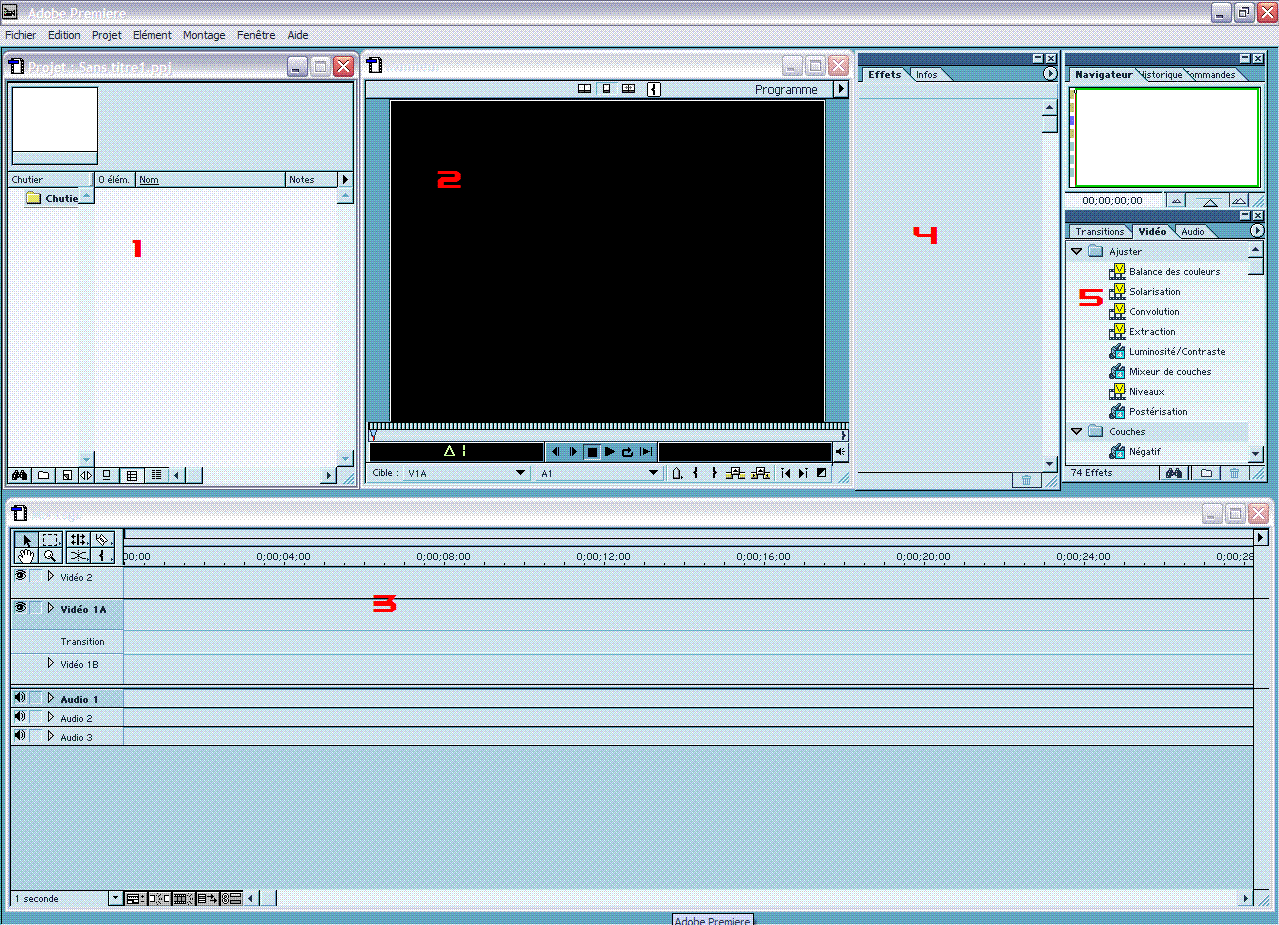 Adobe Premiere
Fichier Edition Projet Elément Montage Fenêtre Aide
Projet : Sans titre1.ppj
Chutier 0 élém. Nom Notes
Chutie
1
Programme
2
Cible : V1A A1
Effets Infos
4
Navigateur Historique ommandes
00;00;00;00
Transitions Vidéo Audio
Ajuster
Balance des couleurs
5
Solarisation
Convolution
Extraction
Luminosité/Contraste
Mixeur de couches
Niveaux
Postérisation
Couches
Négatif
74 Effets
00;00 0;00;04;00 0;00;08;00 0;00;12;00 0;00;16;00 0;00;20;00 0;00;24;00 0;00;28
Vidéo 2
3
Vidéo 1A
Transition
Vidéo 1B
Audio 1
Audio 2
Audio 3
1 seconde
Adobe Premiere